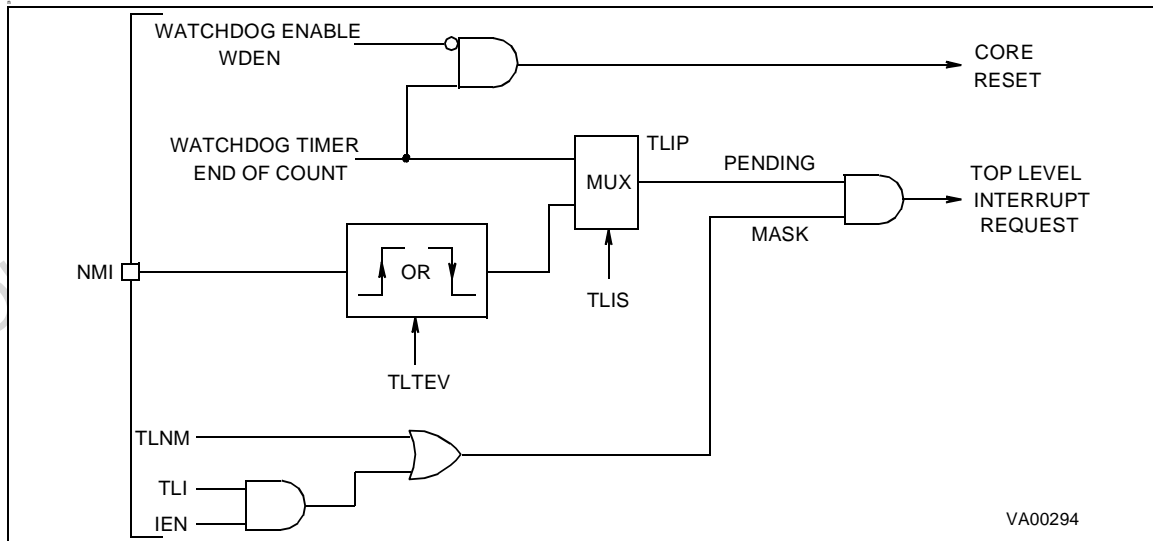 WATCHDOG ENABLE
WDEN
CORE
RESET
WATCHDOG TIMER
END OF COUNT
TLIP
MUX
PENDING
TOP LEVEL
INTERRUPT
REQUEST
MASK
NMI
OR
TLIS
TLTEV
TLNM
TLI
IEN
VA00294